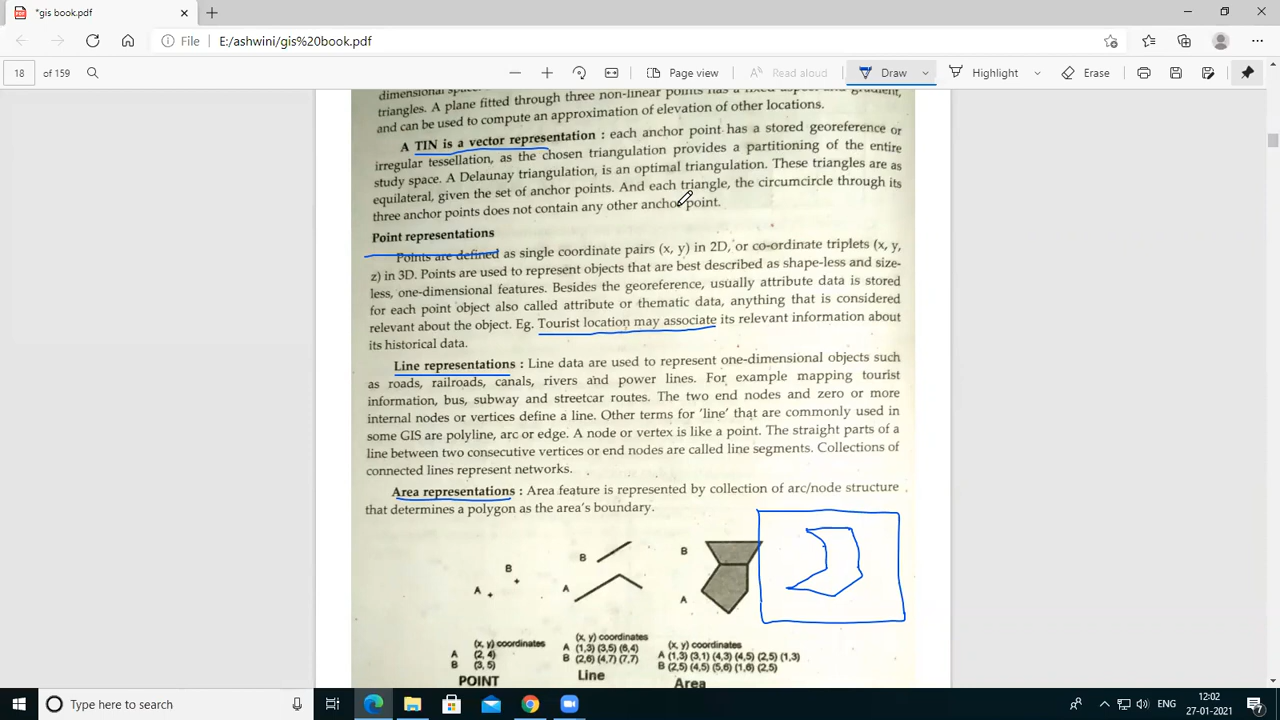 *gis book.pdf
File
E:/ashwini/gis%20book.pdf
18 of 159
Page view
Read aloud
Draw
Highlight
Erase
triangles. A plane fitted through three non-linear points has a fixed aspect and gradient,
and can be used to compute an approximation of elevation of other locations.
A TIN is a vector representation : each anchor point has a stored georeference or
irregular tessellation, as the chosen triangulation provides a partitioning of the entire
study space. A Delaunay triangulation, is an optimal triangulation. These triangles are as
equilateral, given the set of anchor points. And each triangle, the circumcircle through its
three anchor points does not contain any other anchor point.
Point representations
Points are defined as single coordinate pairs (x, y) in 2D, or co-ordinate triplets (x, y,
z) in 3D. Points are used to represent objects that are best described as shape-less and size-
less, one-dimensional features. Besides the georeference, usually attribute data is stored
for each point object also called attribute or thematic data, anything that is considered
relevant about the object. Eg. Tourist location may associate its relevant information about
its historical data.
Line representations : Line data are used to represent one-dimensional objects such
as roads, railroads, canals, rivers and power lines. For example mapping tourist
information, bus, subway and streetcar routes. The two end nodes and zero or more
internal nodes or vertices define a line. Other terms for 'line' that are commonly used in
some GIS are polyline, arc or edge. A node or vertex is like a point. The straight parts of a
line between two consecutive vertices or end nodes are called line segments. Collections of
connected lines represent networks.
Area representations : Area feature is represented by collection of arc/node structure
that determines a polygon as the area's boundary.
B
A
B
A
B
A
(x, y) coordinates
A (2, 4)
B (3, 5)
POINT
(x, y) coordinates
A (1,3) (3,5) (6,4)
B (2,6) (4,7) (7,7)
Line
(x, y) coordinates
A (1,3) (3,1) (4,3) (4,5) (2,5) (1,3)
B (2,5) (4,5) (5,6) (1,6) (2,5)
Area
Type here to search
ENG
12:02
27-01-2021